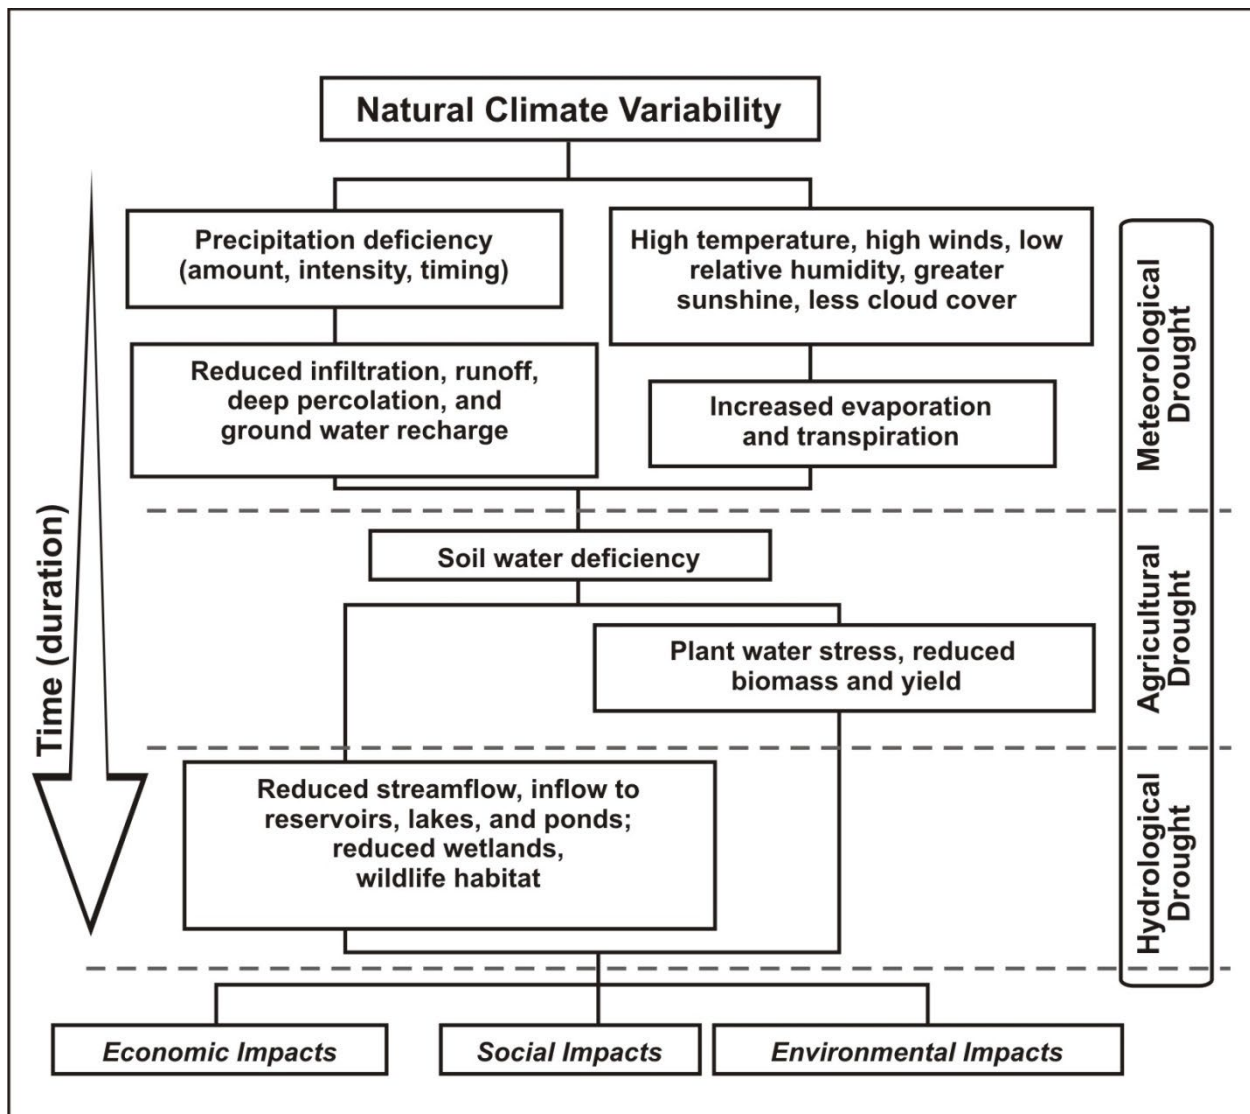 Natural Climate Variability
Precipitation deficiency
(amount, intensity, timing)
High temperature, high winds, low
relative humidity, greater
sunshine, less cloud cover
Reduced infiltration, runoff,
deep percolation, and
ground water recharge
Increased evaporation
and transpiration
Meteorological
Drought
Soil water deficiency
Plant water stress, reduced
biomass and yield
Agricultural
Drought
Time (duration)
Reduced streamflow, inflow to
reservoirs, lakes, and ponds;
reduced wetlands,
wildlife habitat
Hydrological
Drought
Economic Impacts
Social Impacts
Environmental Impacts